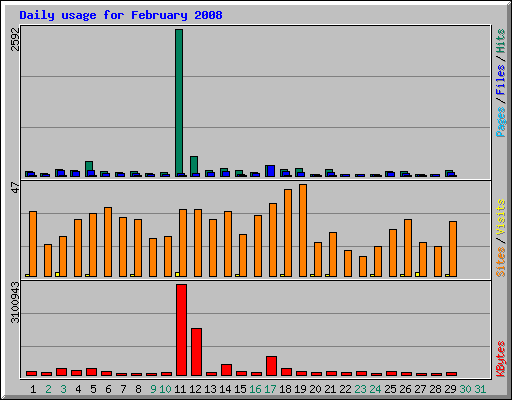 Daily usage for February 2008
2592
47
3100943
Pages / Files / Hits
Sites / Visits
KBytes
1 2 3 4 5 6 7 8 9 10 11 12 13 14 15 16 17 18 19 20 21 22 23 24 25 26 27 28 29 30 31